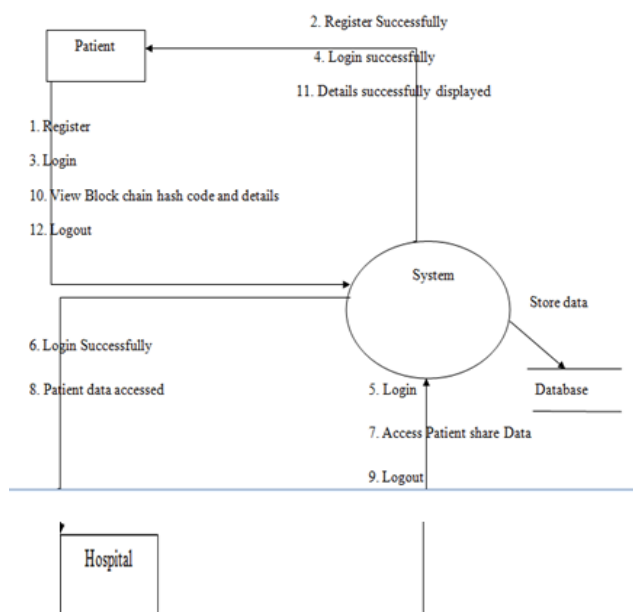 2. Register Successfully
Patient
4. Login successfully
11. Details successfully displayed
1. Register
3. Login
10. View Block chain hash code and details
12. Logout
System
Store data
6. Login Successfully
8. Patient data accessed
5. Login
Database
7. Access Patient share Data
9. Logout
Hospital